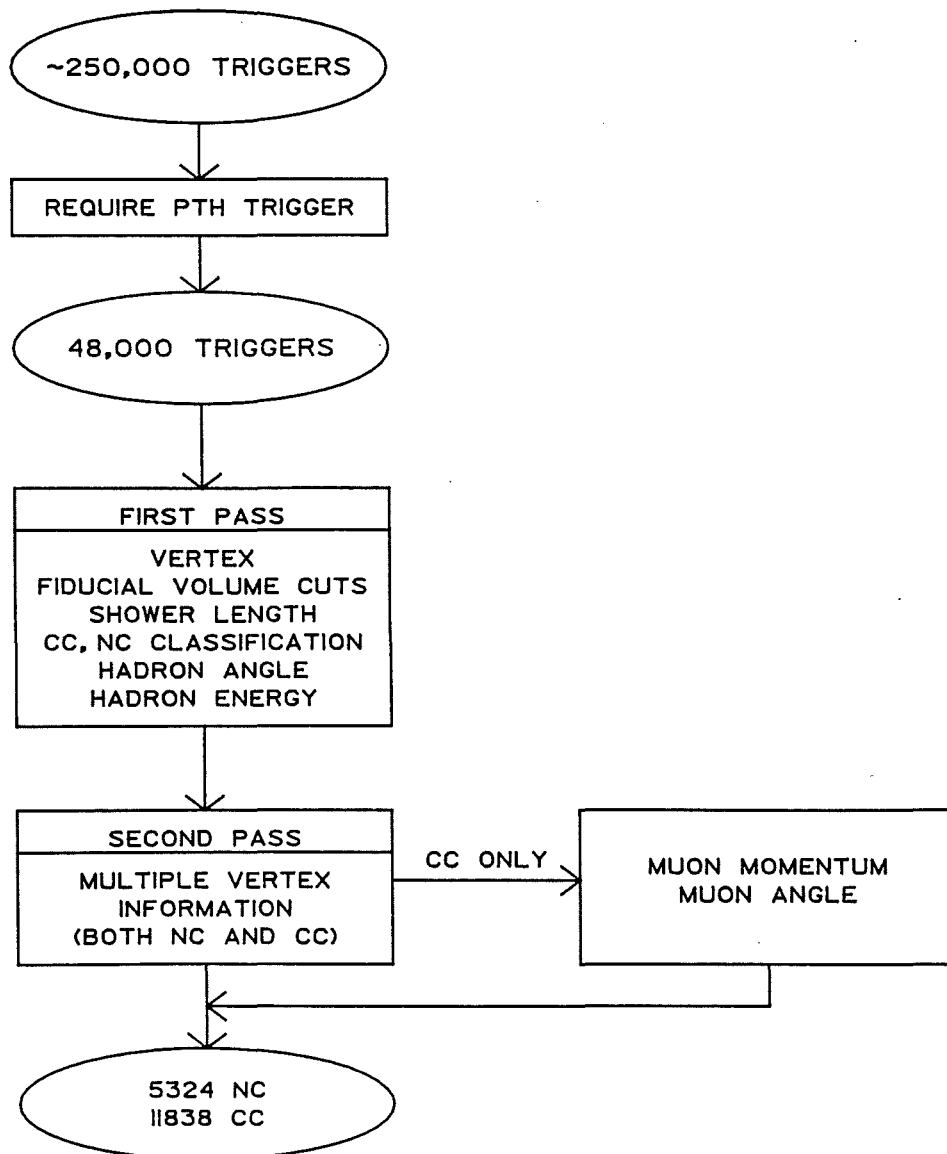 ~250,000 TRIGGERS
REQUIRE PTH TRIGGER
48,000 TRIGGERS
FIRST PASS
VERTEX
FIDUCIAL VOLUME CUTS
SHOWER LENGTH
CC, NC CLASSIFICATION
HADRON ANGLE
HADRON ENERGY
SECOND PASS
MULTIPLE VERTEX
INFORMATION
(BOTH NC AND CC)
CC ONLY
MUON MOMENTUM
MUON ANGLE
5324 NC
11838 CC